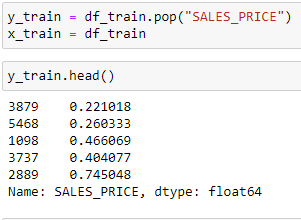 y_train = df_train.pop("SALES_PRICE")
x_train = df_train
y_train.head()
3879    0.221018
5468    0.260333
1098    0.466069
3737    0.404077
2889    0.745048
Name: SALES_PRICE, dtype: float64